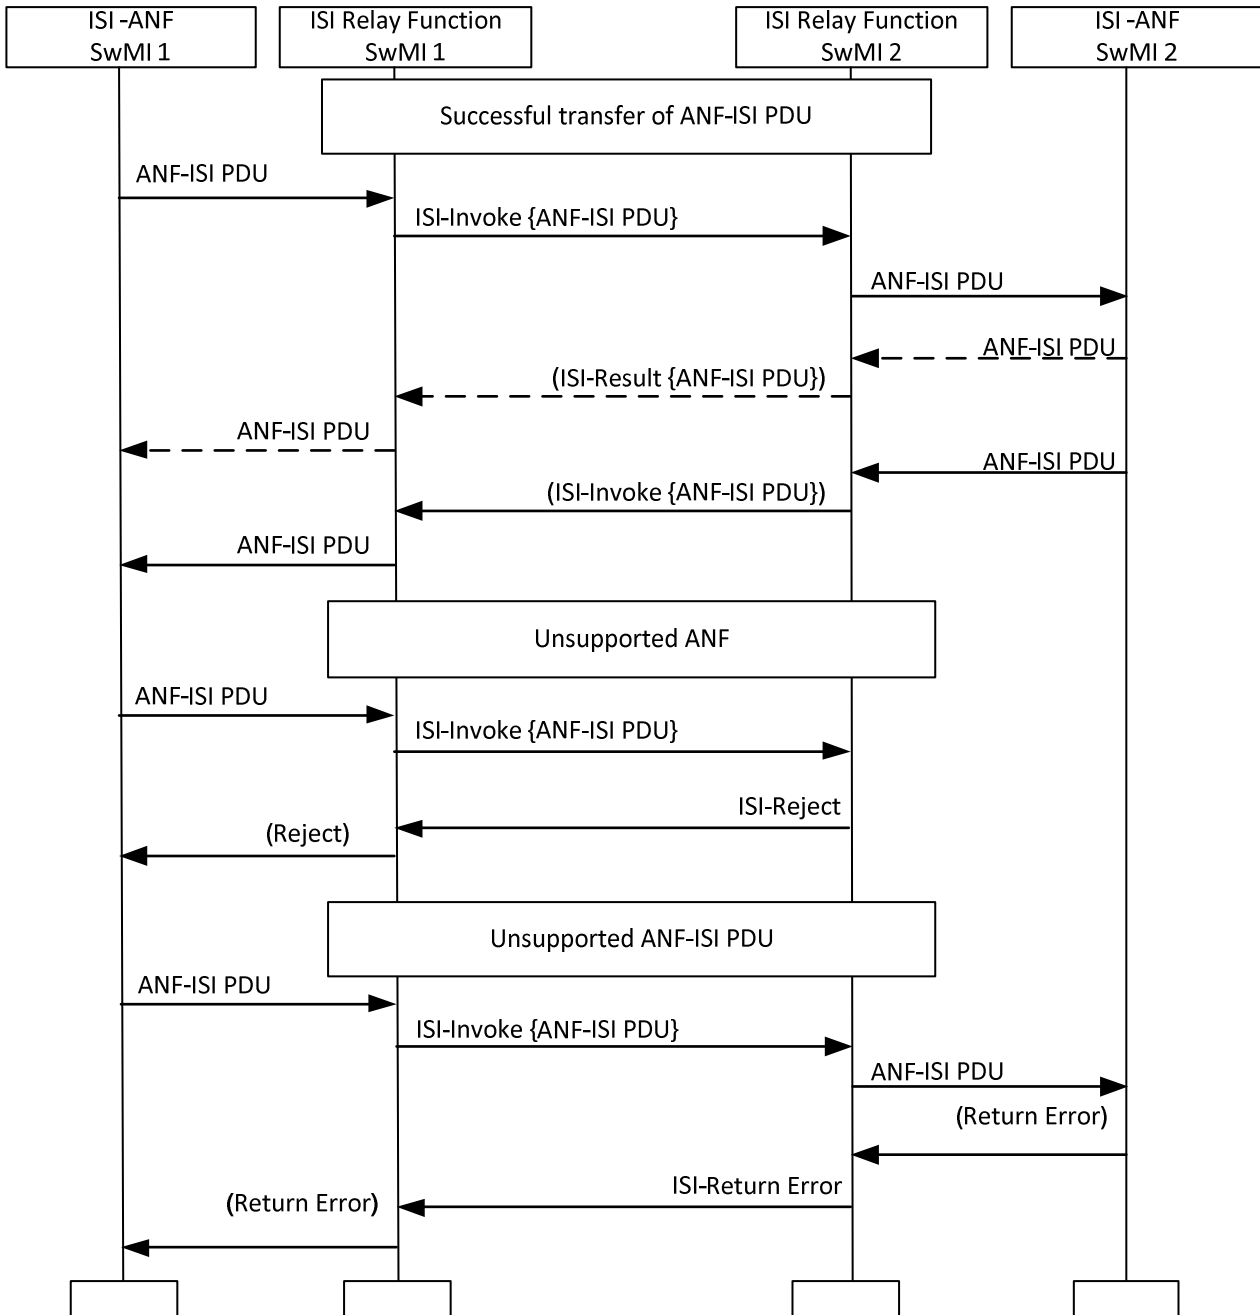 ISI -ANF
SwMI 1
ISI Relay Function
SwMI 1
ISI Relay Function
SwMI 2
ISI -ANF
SwMI 2
Successful transfer of ANF-ISI PDU
ANF-ISI PDU
ISI-Invoke {ANF-ISI PDU}
ANF-ISI PDU
ANF-ISI PDU
(ISI-Result {ANF-ISI PDU})
ANF-ISI PDU
ANF-ISI PDU
(ISI-Invoke {ANF-ISI PDU})
ANF-ISI PDU
Unsupported ANF
ANF-ISI PDU
ISI-Invoke {ANF-ISI PDU}
ISI-Reject
(Reject)
Unsupported ANF-ISI PDU
ANF-ISI PDU
ISI-Invoke {ANF-ISI PDU}
ANF-ISI PDU
(Return Error)
ISI-Return Error
(Return Error)